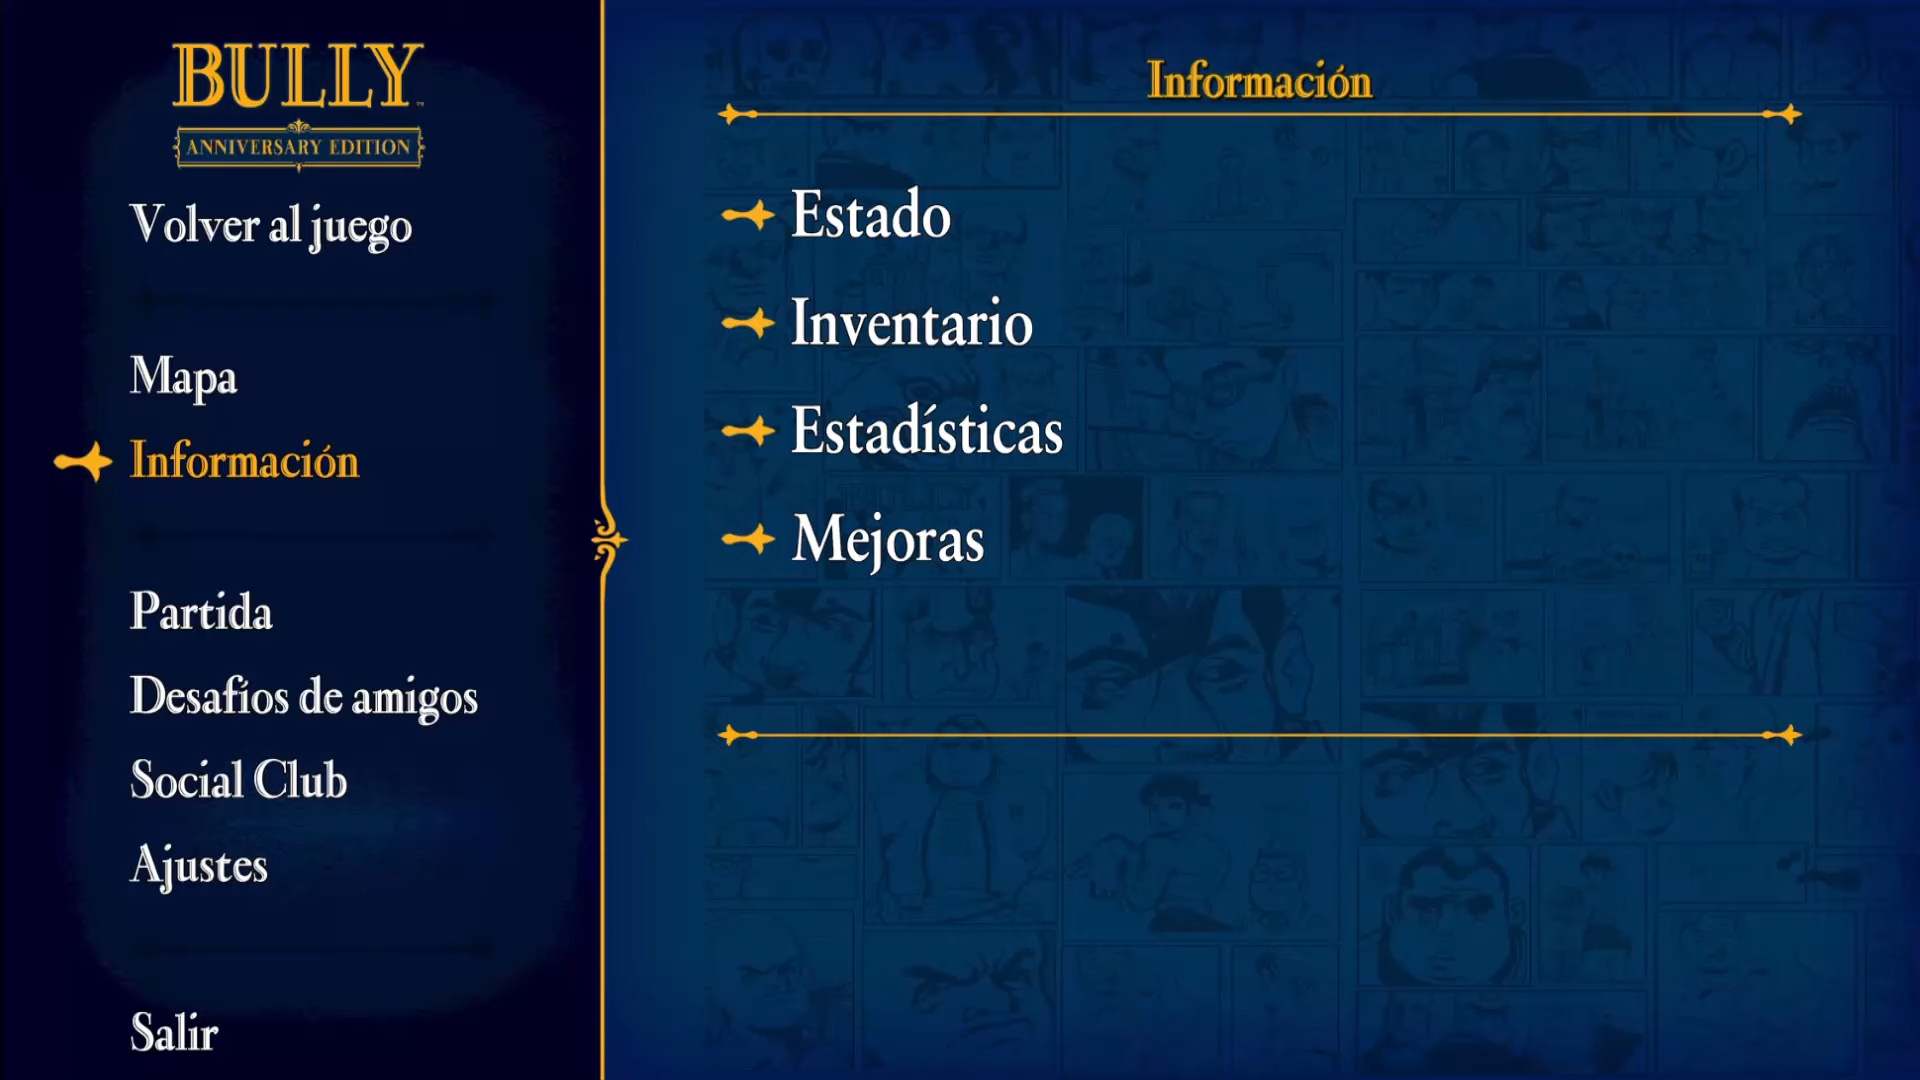 BULLY™
ANNIVERSARY EDITION
Volver al juego
Mapa
Información
Partida
Desafíos de amigos
Social Club
Ajustes
Salir
Información
Estado
Inventario
Estadísticas
Mejoras